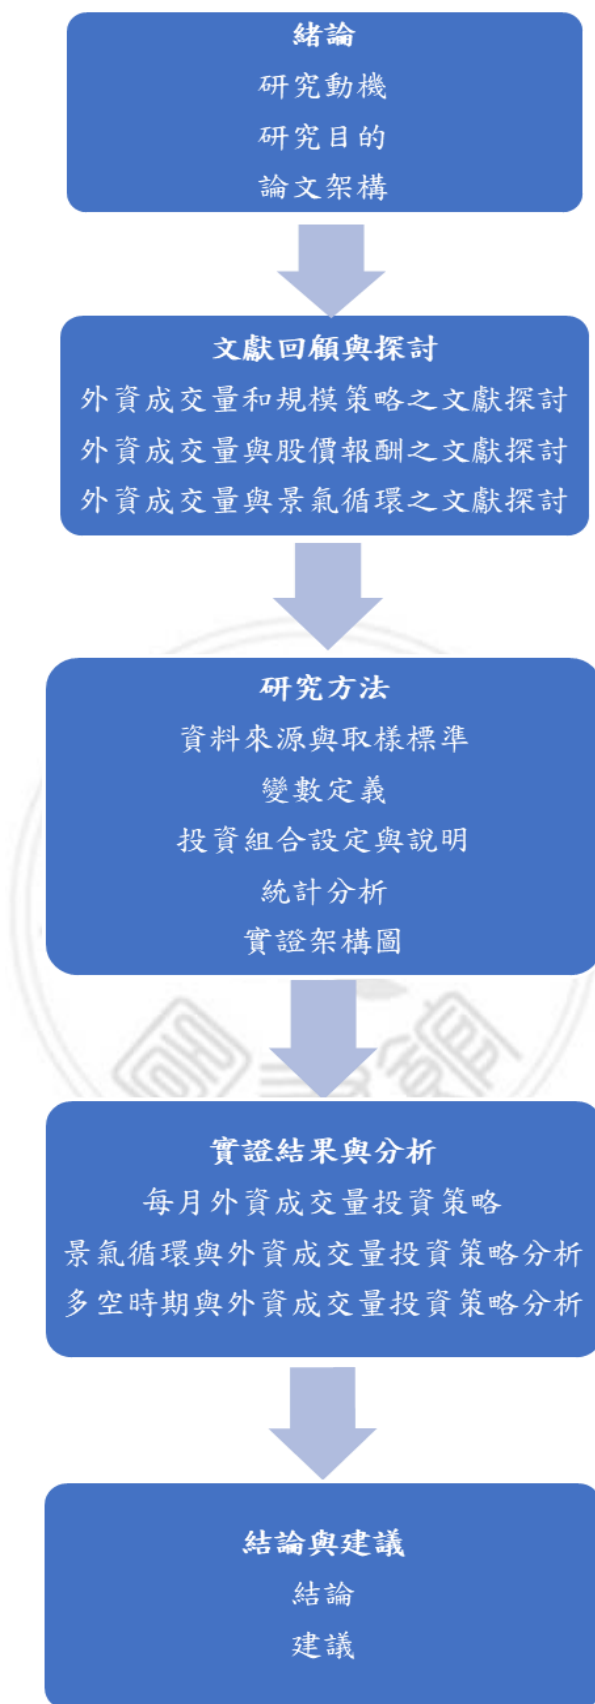 緒論
研究動機
研究目的
論文架構
文獻回顧與探討
外資成交量和規模策略之文獻探討
外資成交量與股價報酬之文獻探討
外資成交量與景氣循環之文獻探討
研究方法
資料來源與取樣標準
變數定義
投資組合設定與說明
統計分析
實證架構圖
實證結果與分析
每月外資成交量投資策略
景氣循環與外資成交量投資策略分析
多空時期與外資成交量投資策略分析
結論與建議
結論
建議